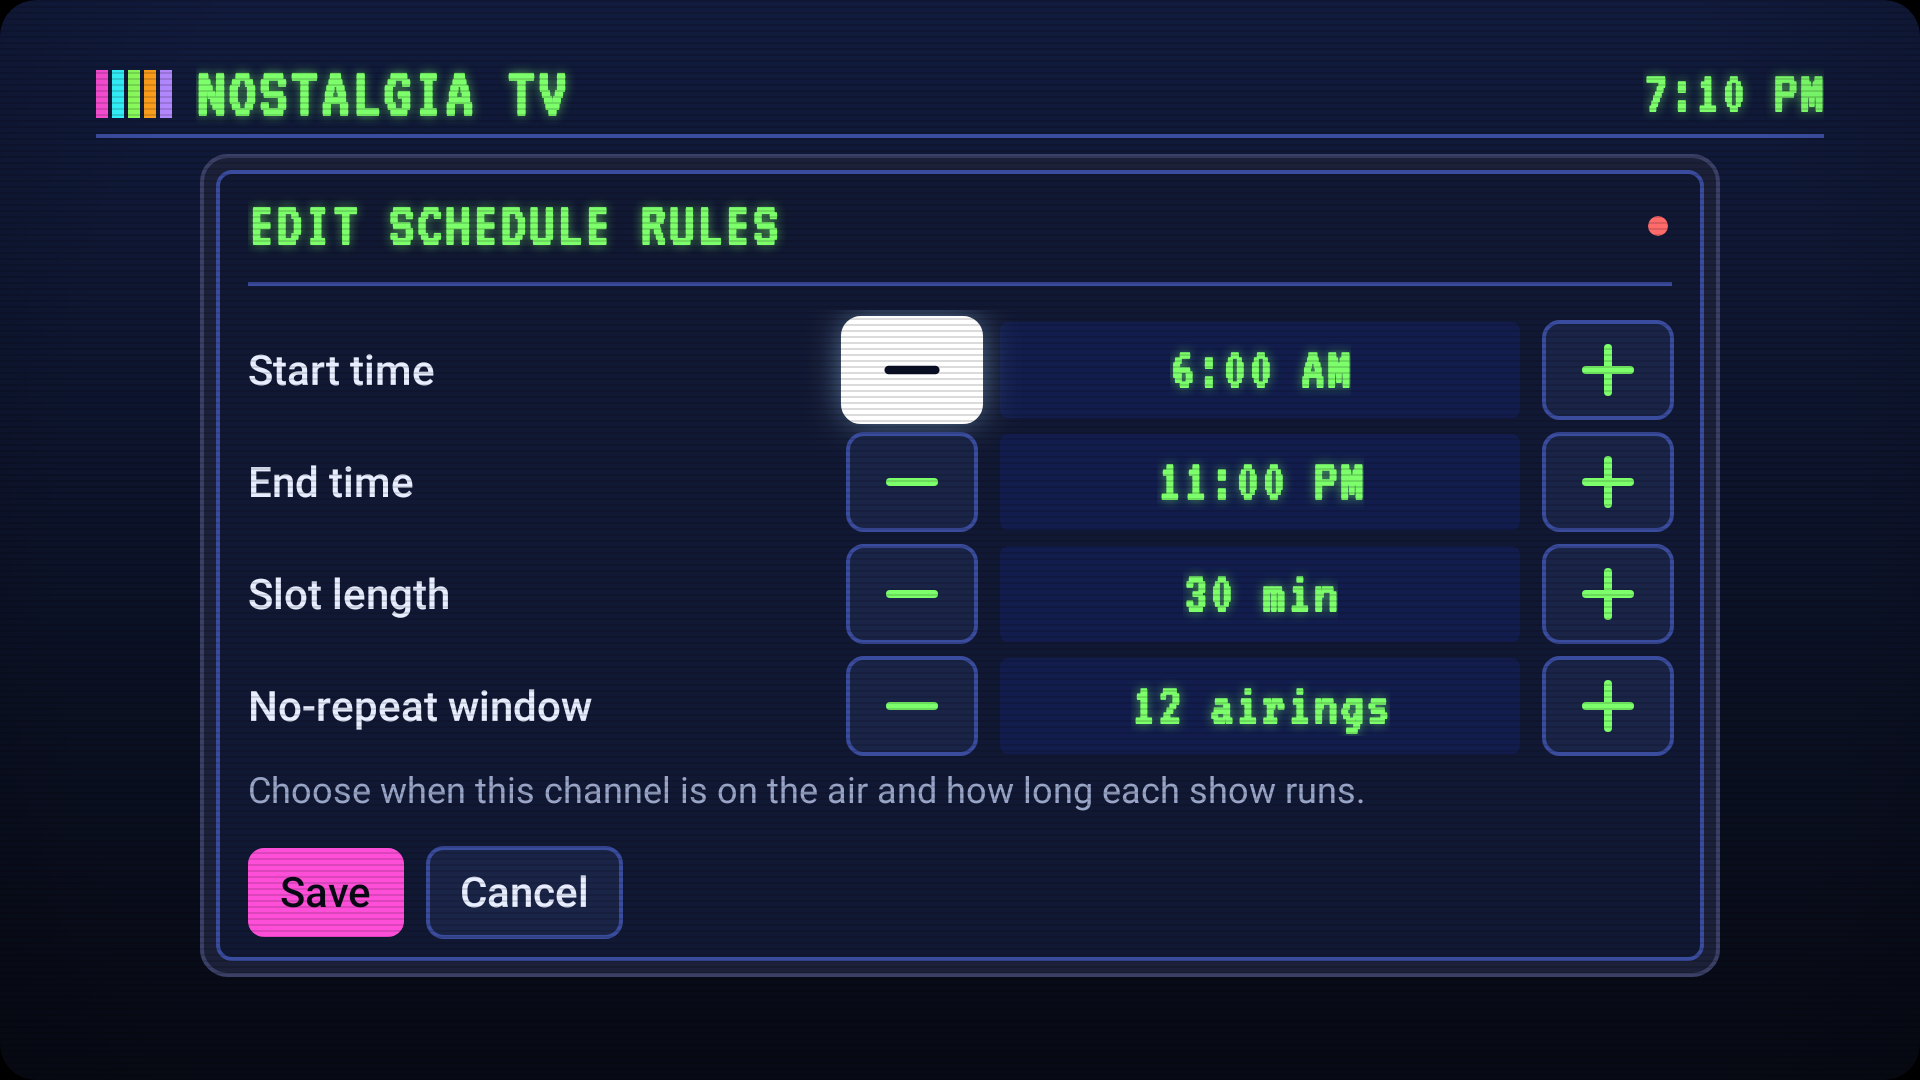 NOSTALGIA TV
7:10 PM
EDIT SCHEDULE RULES
Start time
6:00 AM
End time
11:00 PM
Slot length
30 min
No-repeat window
12 airings
Choose when this channel is on the air and how long each show runs.
Save
Cancel